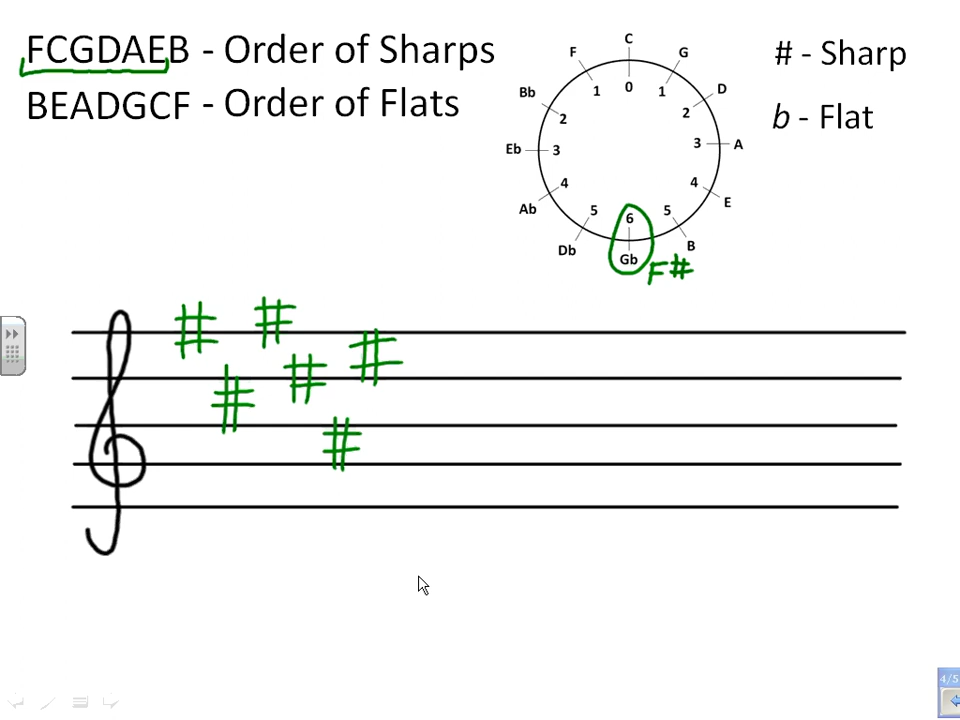 FCGDAEB - Order of Sharps
BEADGCF - Order of Flats
# - Sharp
b - Flat
C
F G
Bb D
Eb A
Ab E
Db B
Gb F#
0
1 1
2 2
3 3
4 4
5 5
6
# # # # # #
4/5